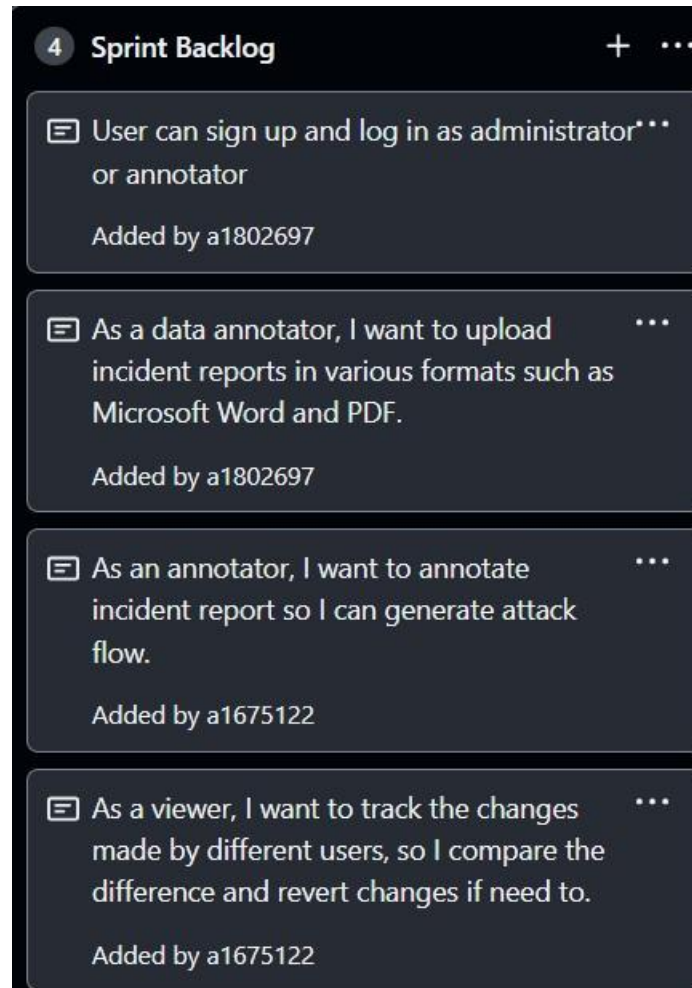 4 Sprint Backlog + ...
User can sign up and log in as administrator ...
or annotator
Added by a1802697
As a data annotator, I want to upload ...
incident reports in various formats such as
Microsoft Word and PDF.
Added by a1802697
As an annotator, I want to annotate ...
incident report so I can generate attack
flow.
Added by a1675122
As a viewer, I want to track the changes ...
made by different users, so I compare the
difference and revert changes if need to.
Added by a1675122